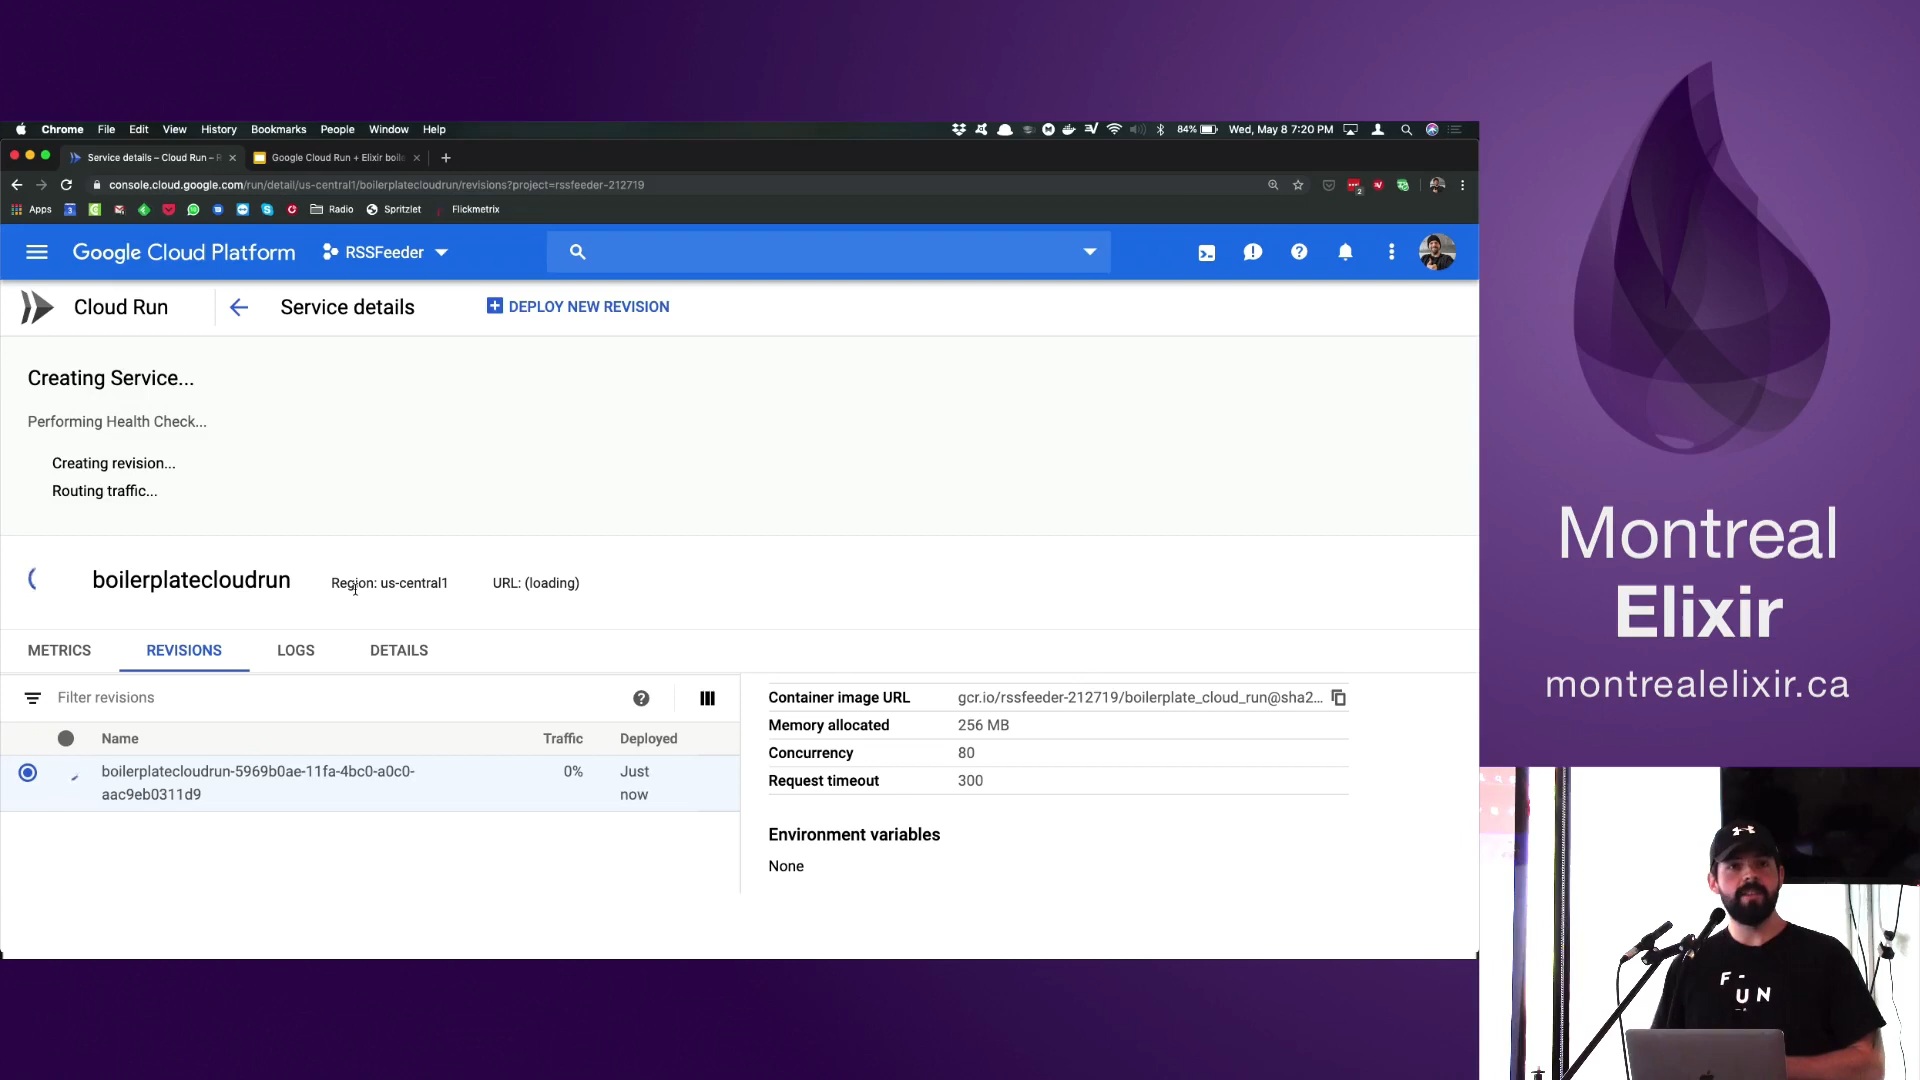 Chrome File Edit View History Bookmarks People Window Help
84% Wed, May 8 7:20 PM
Service details – Cloud Run – R
Google Cloud Run + Elixir boile
console.cloud.google.com/run/detail/us-central1/boilerplatecloudrun/revisions?project=rssfeeder-212719
Apps Radio Spritzlet Flickmetrix
Google Cloud Platform RSSFeeder
Cloud Run Service details DEPLOY NEW REVISION
Creating Service...
Performing Health Check...
Creating revision...
Routing traffic...
boilerplatecloudrun Region: us-central1 URL: (loading)
METRICS REVISIONS LOGS DETAILS
Filter revisions
Name Traffic Deployed
boilerplatecloudrun-5969b0ae-11fa-4bc0-a0c0-
aac9eb0311d9
0%
Just
now
Container image URL gcr.io/rssfeeder-212719/boilerplate_cloud_run@sha2...
Memory allocated 256 MB
Concurrency 80
Request timeout 300
Environment variables
None
Montreal
Elixir
montrealelixir.ca
F-
UN